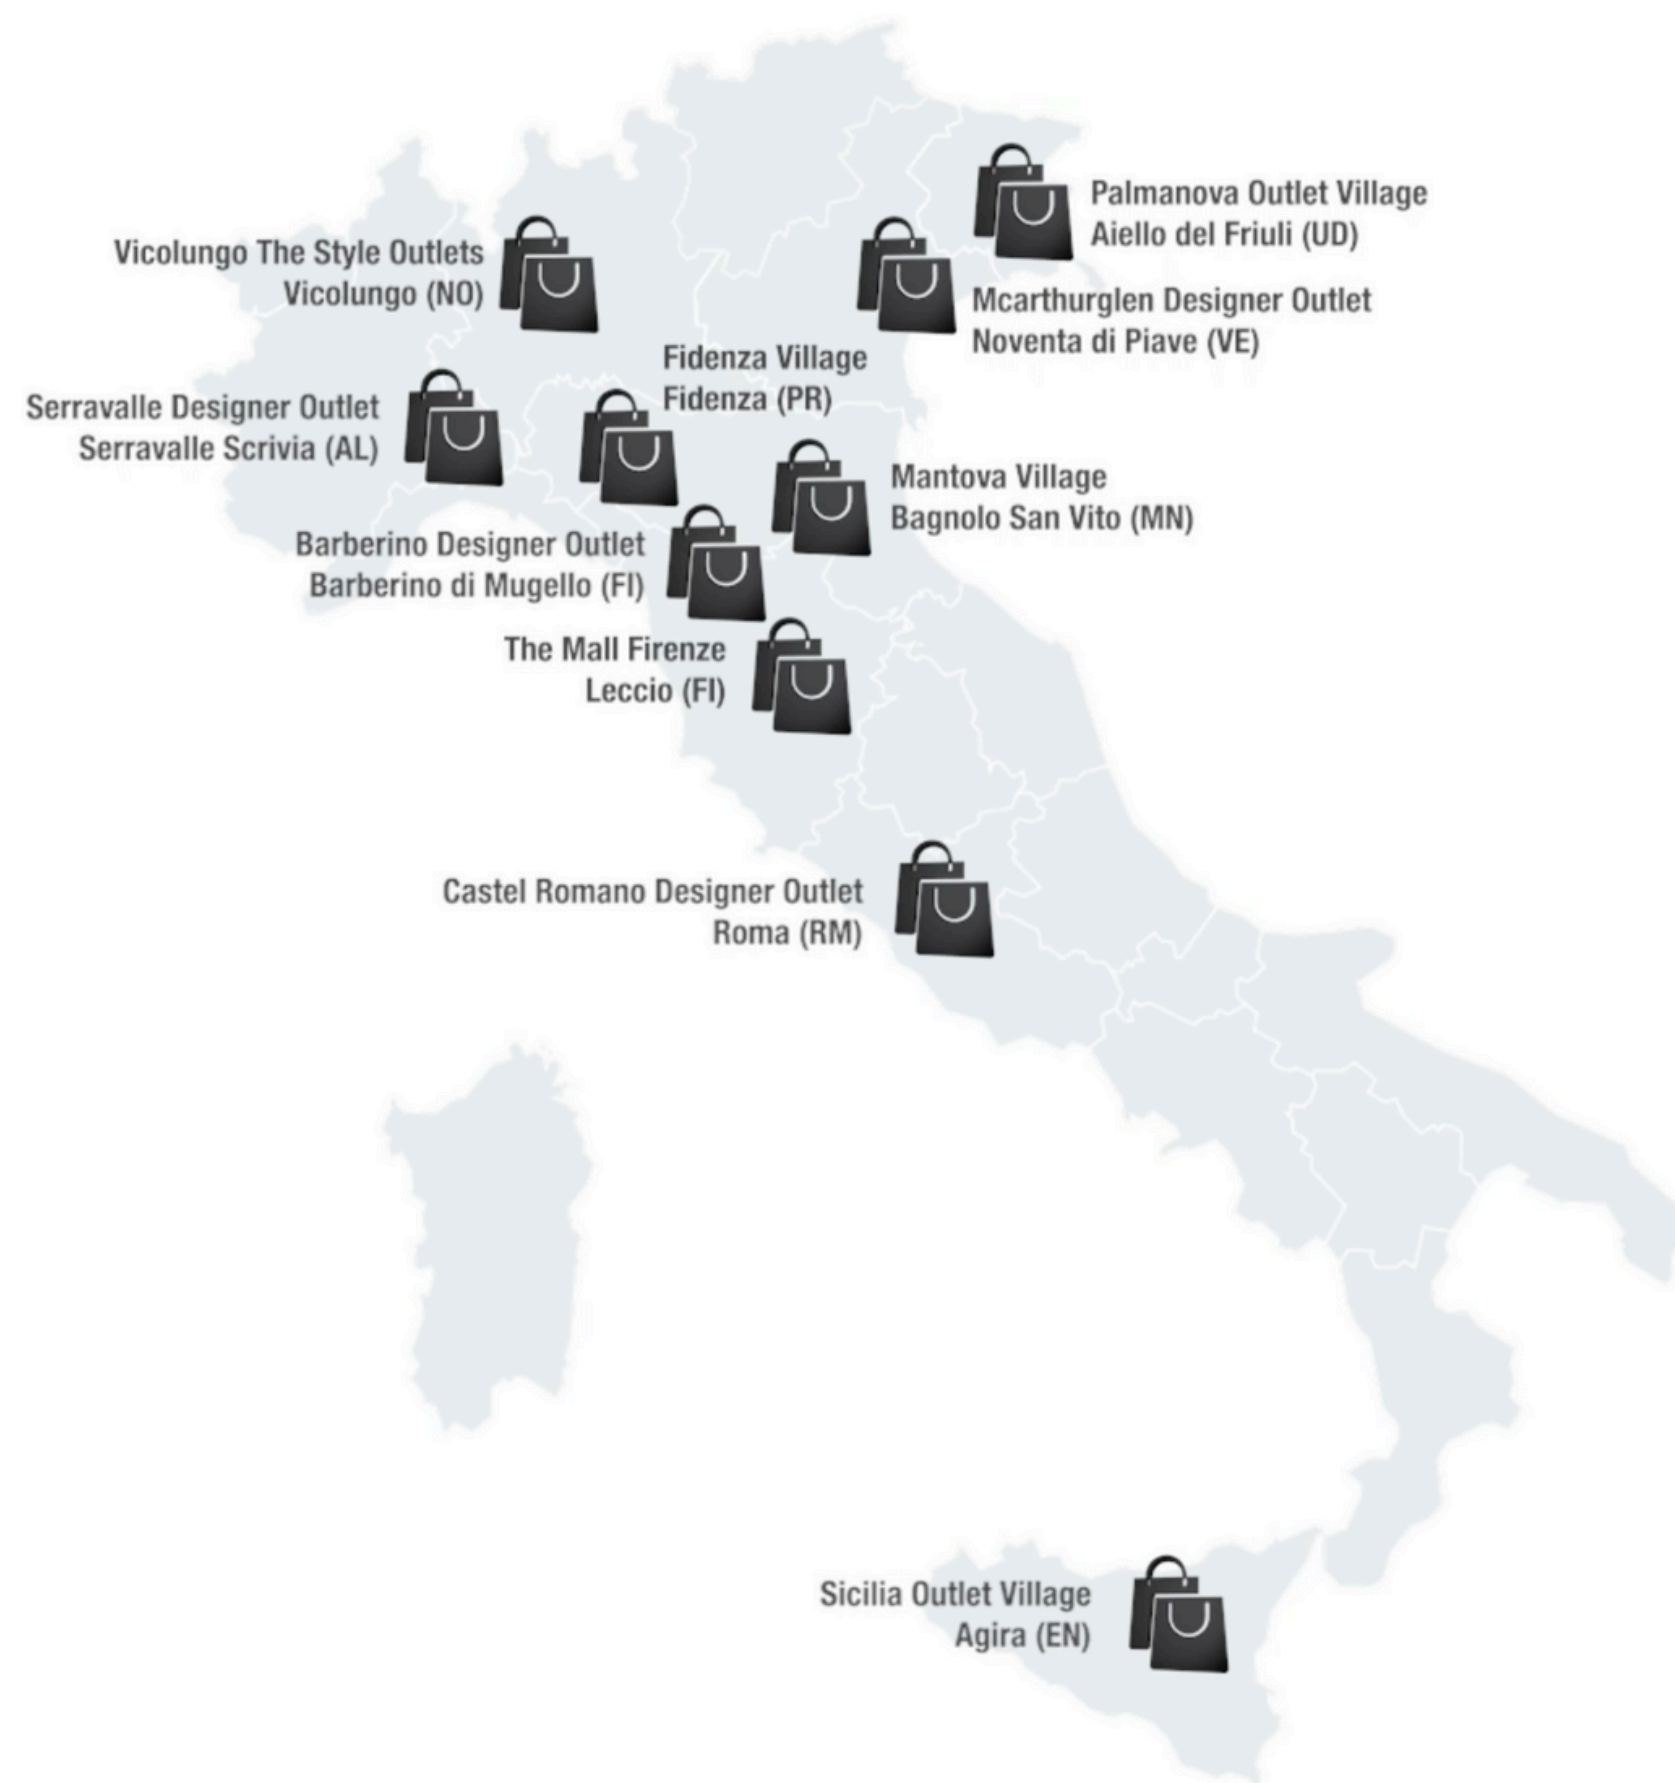 Palmanova Outlet Village
Aiello del Friuli (UD)
Vicolungo The Style Outlets
Vicolungo (NO)
Mcarthurglen Designer Outlet
Noventa di Piave (VE)
Fidenza Village
Fidenza (PR)
Serravalle Designer Outlet
Serravalle Scrivia (AL)
Mantova Village
Bagnolo San Vito (MN)
Barberino Designer Outlet
Barberino di Mugello (FI)
The Mall Firenze
Leccio (FI)
Castel Romano Designer Outlet
Roma (RM)
Sicilia Outlet Village
Agira (EN)